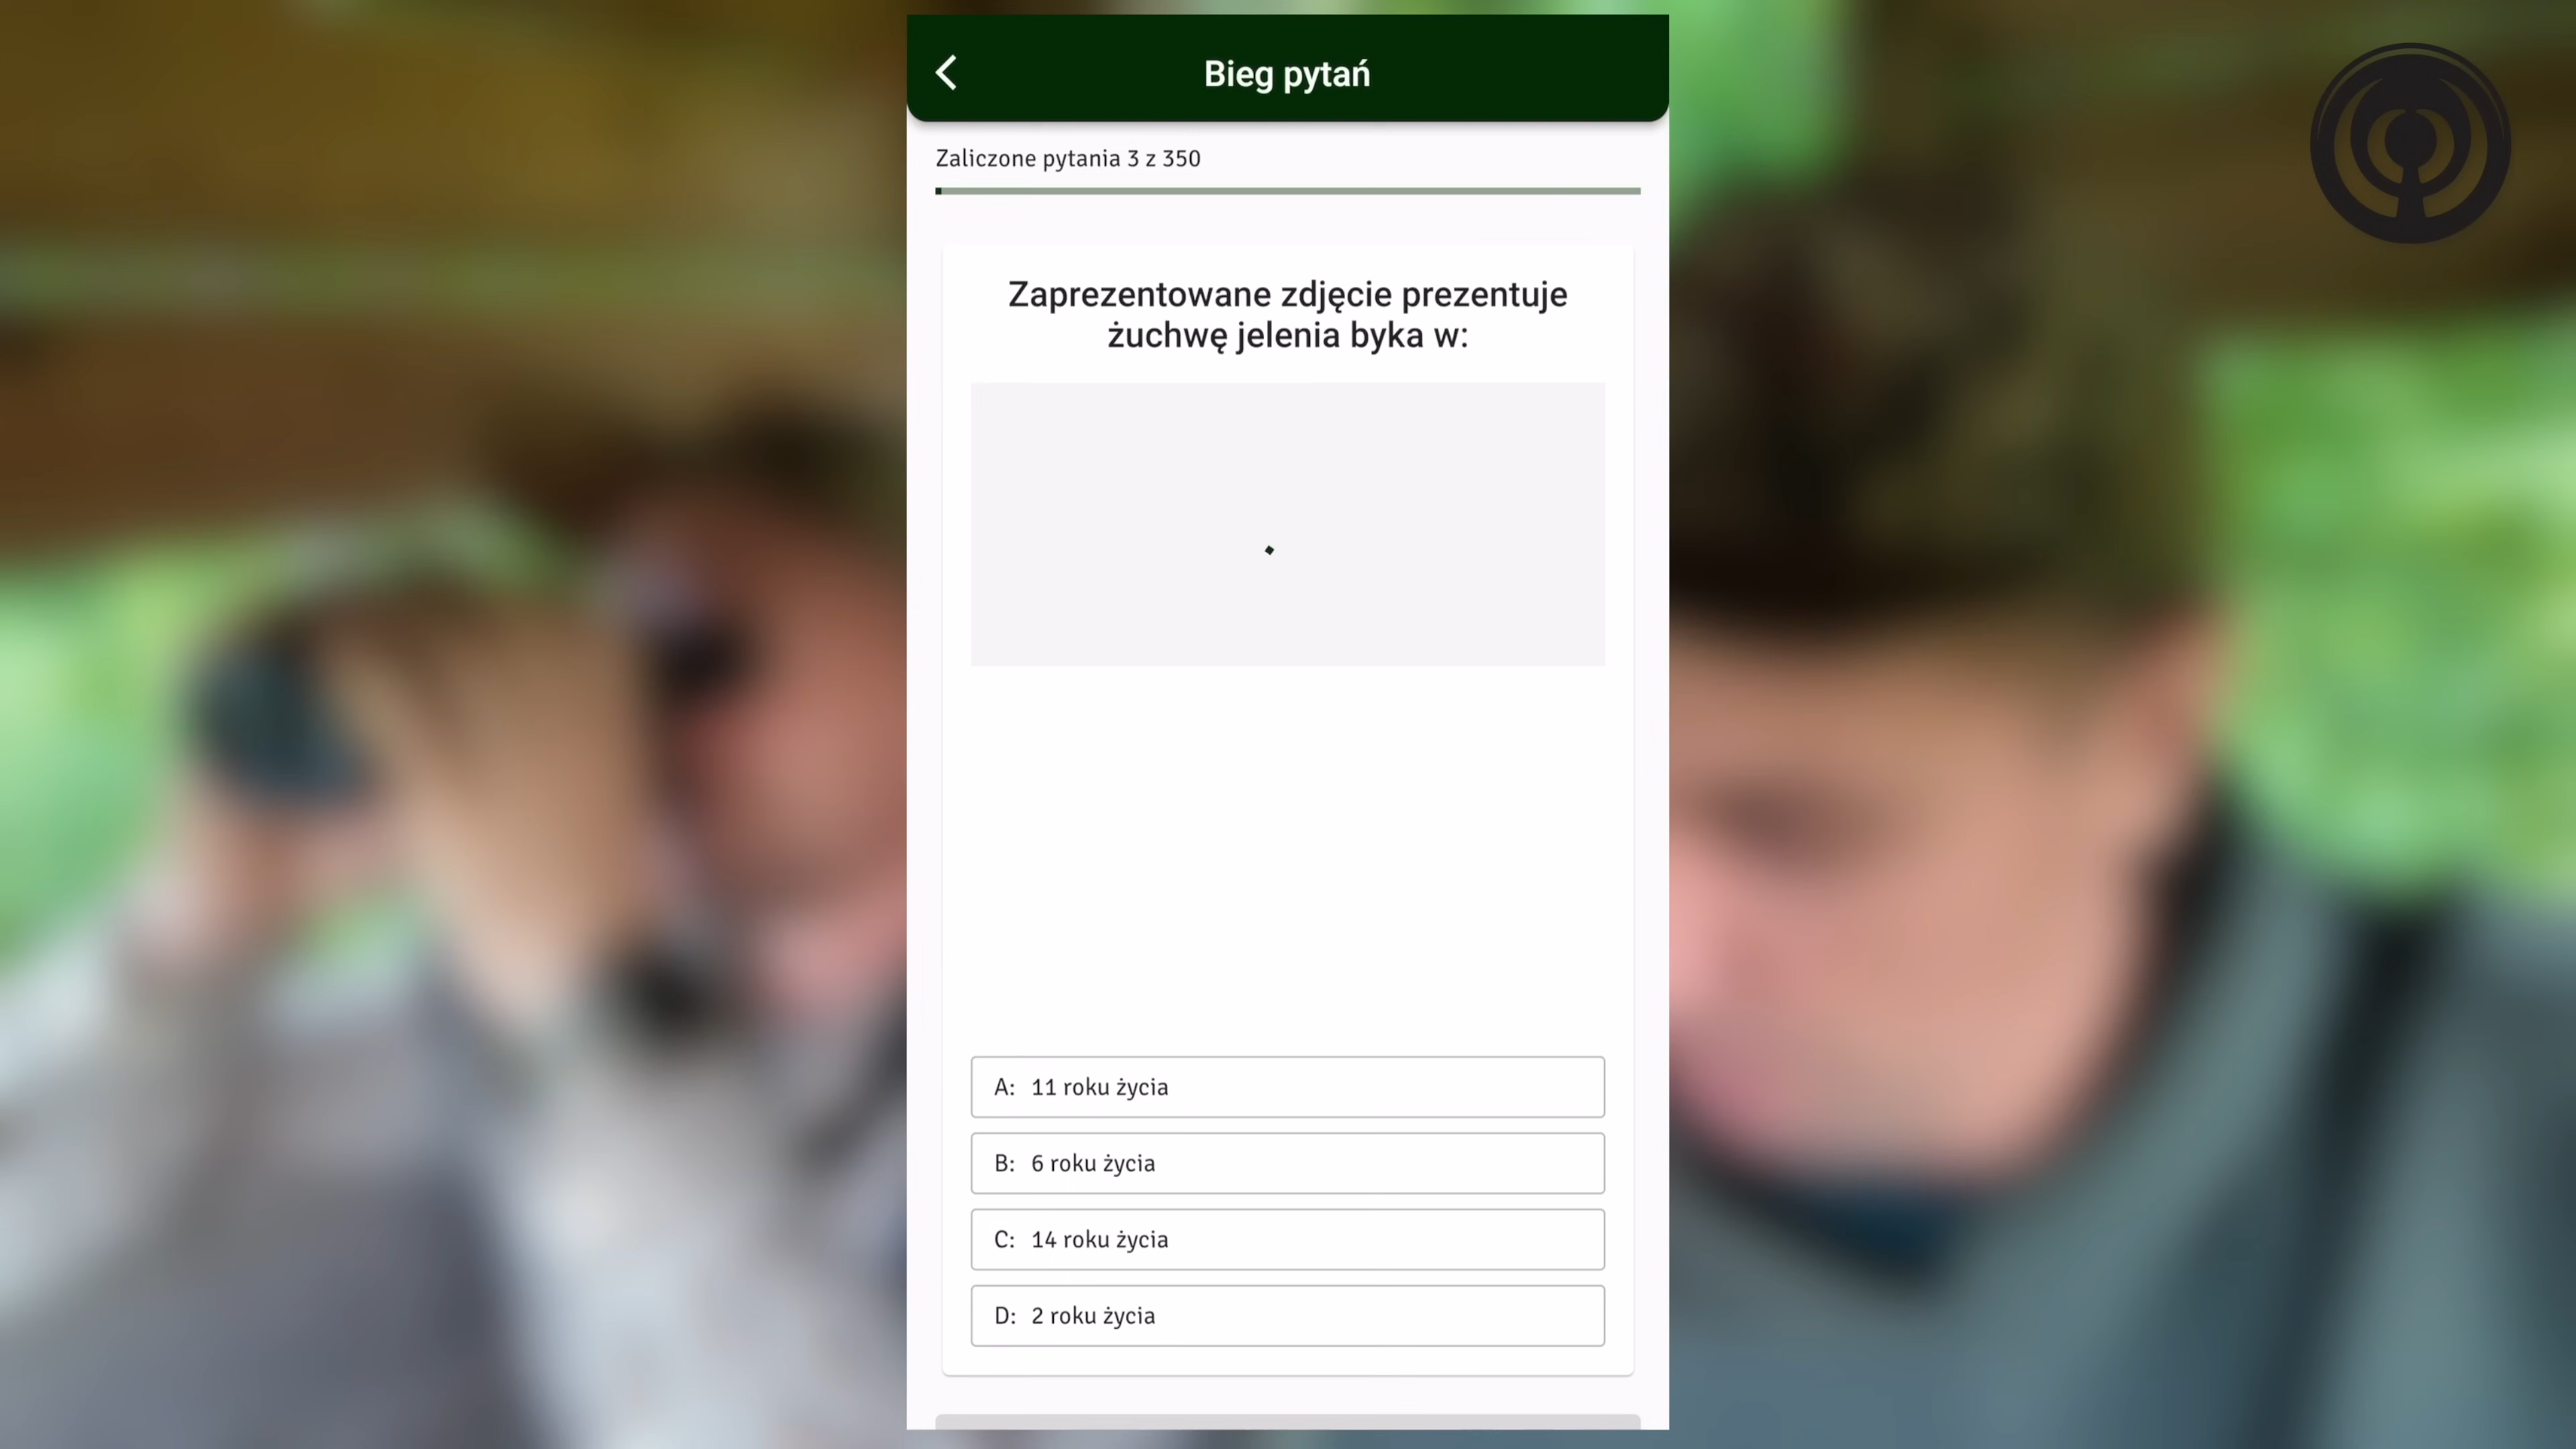 Bieg pytań
Zaliczone pytania 3 z 350
Zaprezentowane zdjęcie prezentuje
żuchwę jelenia byka w:
A: 11 roku życia
B: 6 roku życia
C: 14 roku życia
D: 2 roku życia